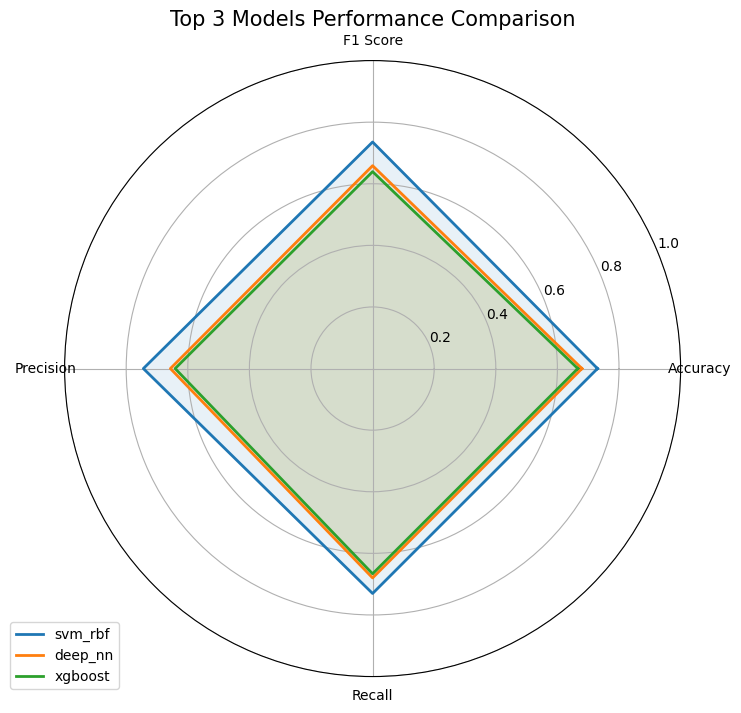 Top 3 Models Performance Comparison
F1 Score
1.0
0.8
0.6
0.4
0.2
Precision
Accuracy
svm_rbf
deep_nn
xgboost
Recall